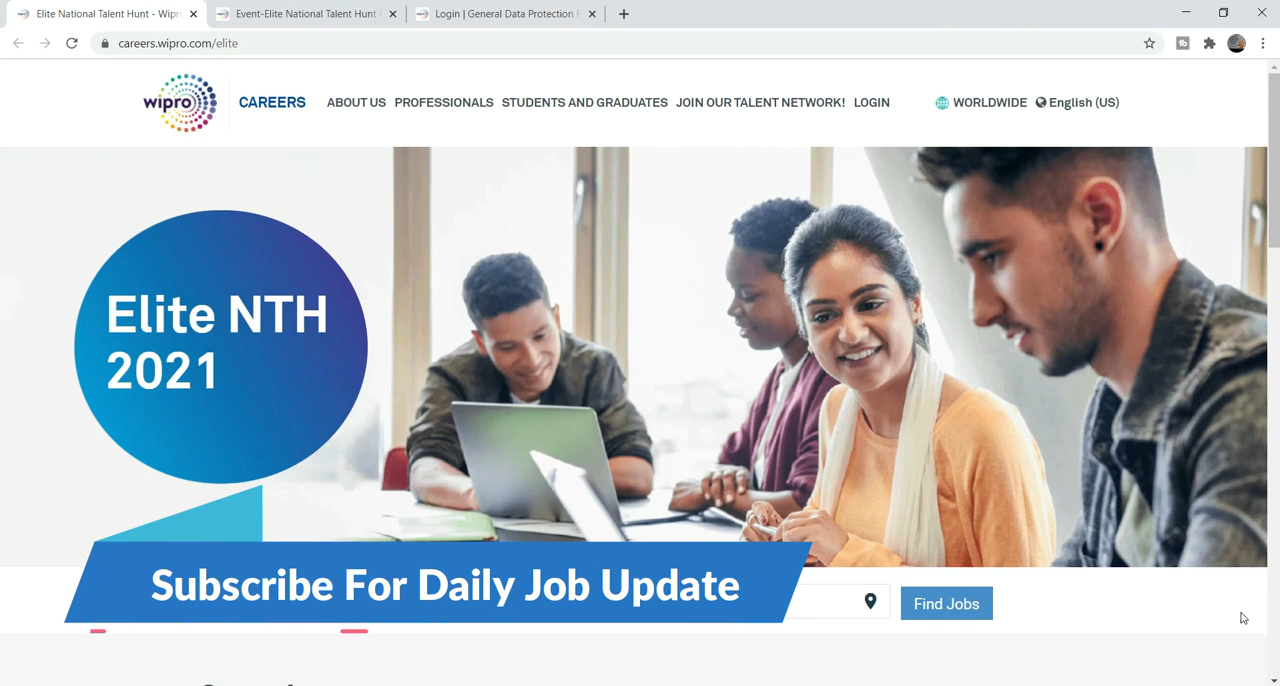 Elite National Talent Hunt - Wipr
Event-Elite National Talent Hunt
Login | General Data Protection R
careers.wipro.com/elite
wipro
CAREERS
ABOUT US
PROFESSIONALS
STUDENTS AND GRADUATES
JOIN OUR TALENT NETWORK!
LOGIN
WORLDWIDE
English (US)
Elite NTH
2021
Subscribe For Daily Job Update
Find Jobs